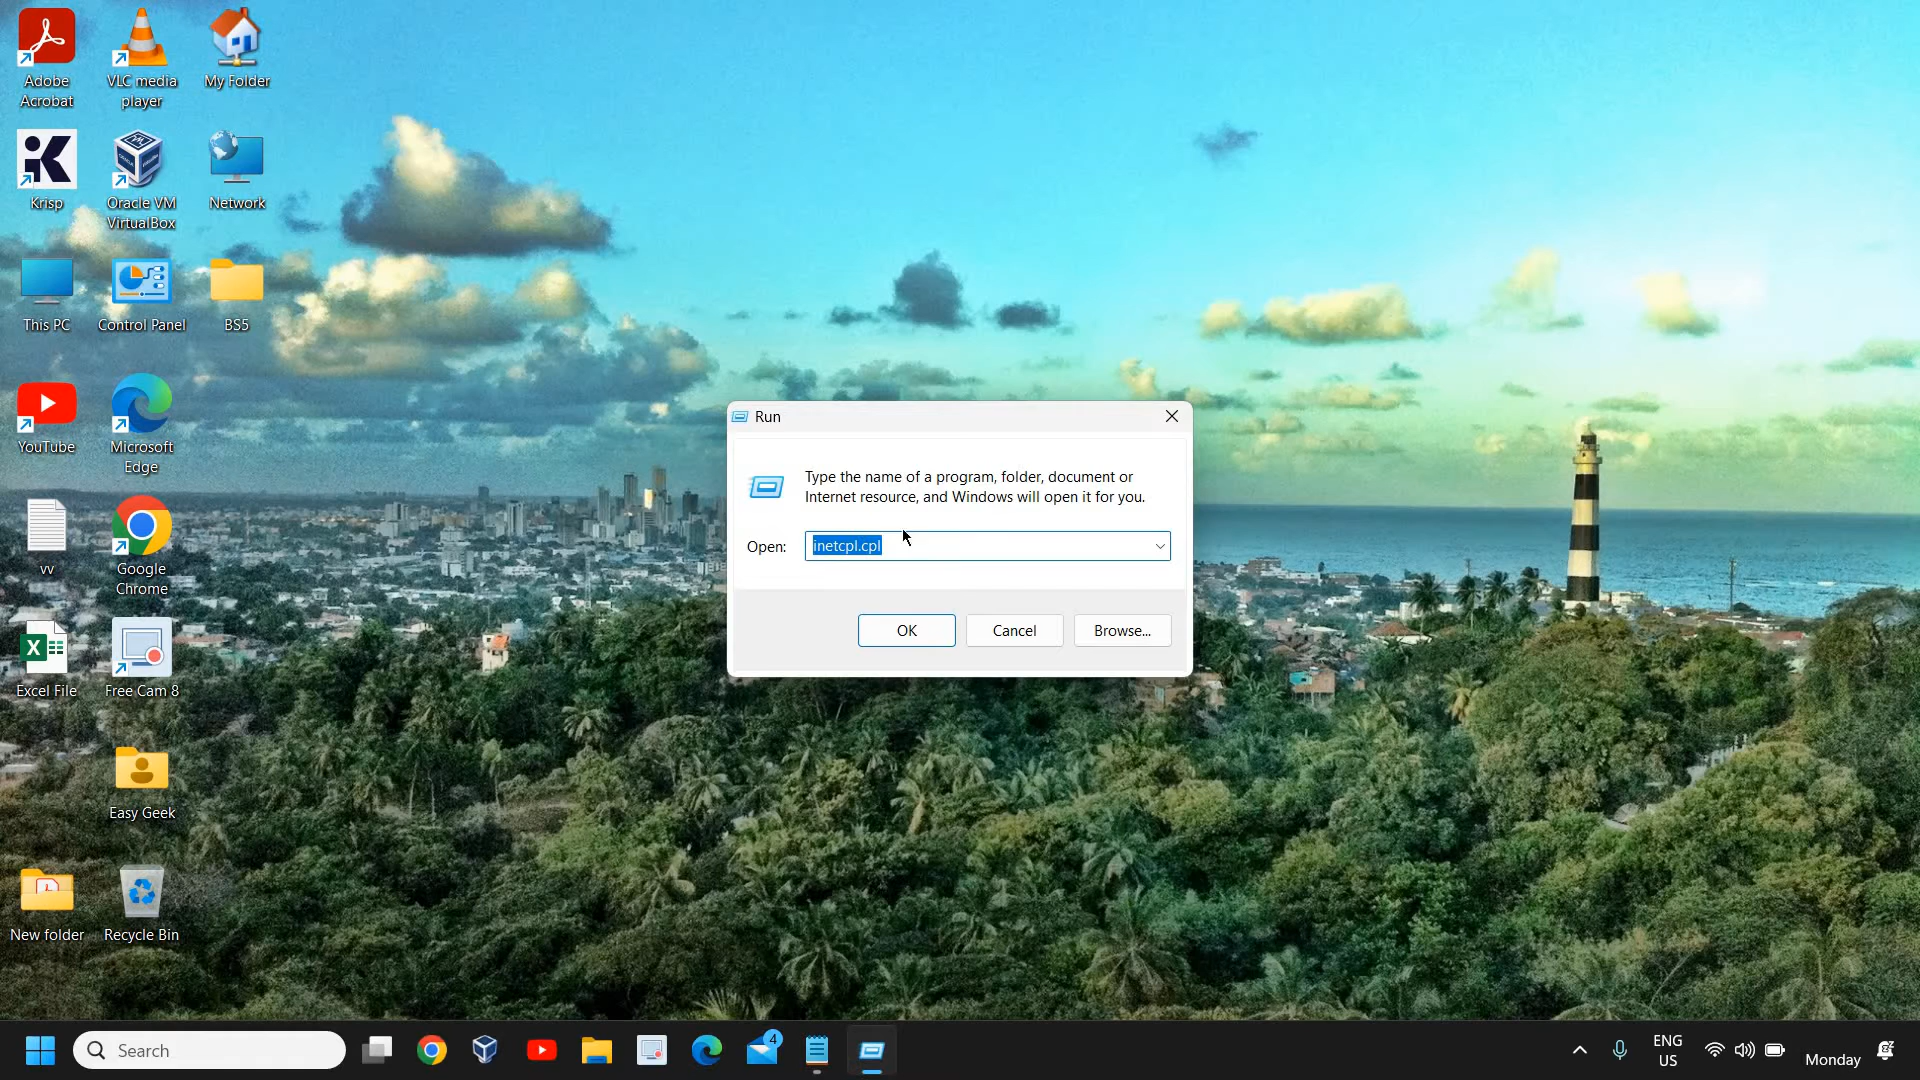 Adobe
Acrobat
VLC media
player
My Folder
Krisp
Oracle VM
VirtualBox
Network
This PC
Control Panel
BS5
YouTube
Microsoft
Edge
vv
Google
Chrome
Excel File
Free Cam 8
Easy Geek
New folder
Recycle Bin
Run
Type the name of a program, folder, document or
Internet resource, and Windows will open it for you.
Open:
inetcpl.cpl
OK
Cancel
Browse...
Search
4
ENG
US
Monday